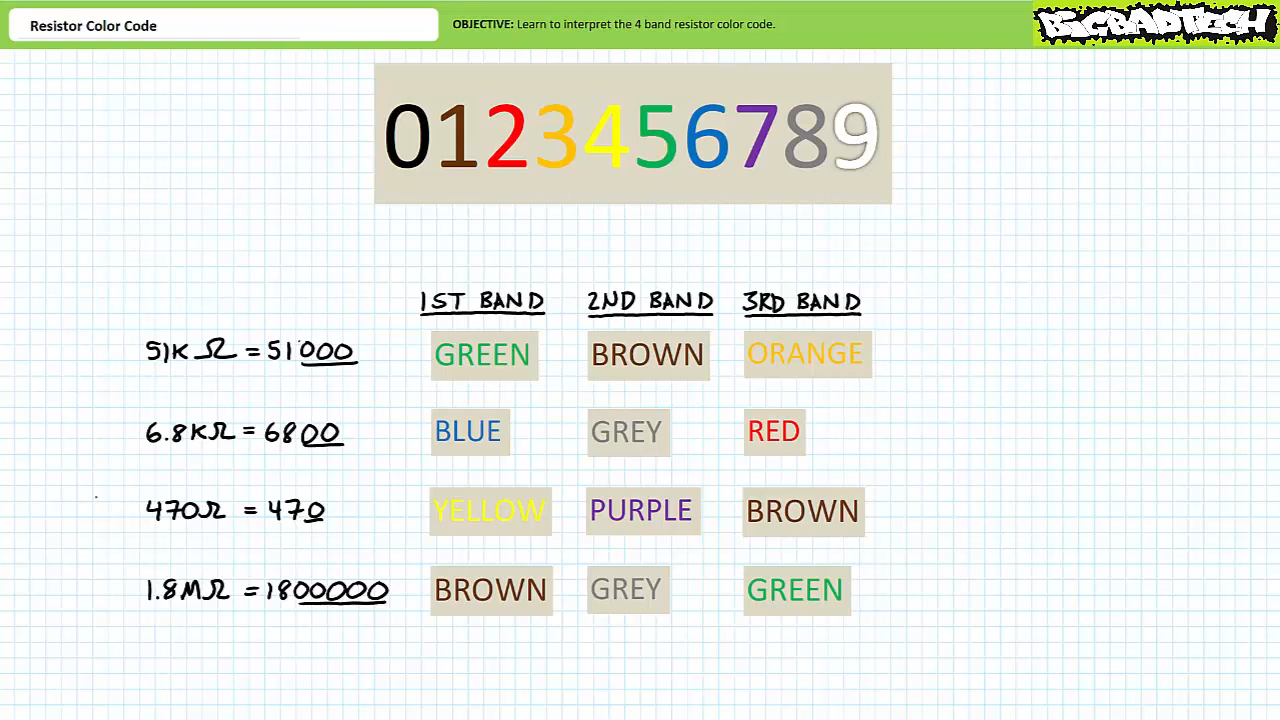 Resistor Color Code
OBJECTIVE: Learn to interpret the 4 band resistor color code.
BIGBADTECH
0123456789
1ST BAND 2ND BAND 3RD BAND
51KΩ = 51000 GREEN BROWN ORANGE
6.8KΩ = 6800 BLUE GREY RED
470Ω = 470 YELLOW PURPLE BROWN
1.8MΩ = 1800000 BROWN GREY GREEN